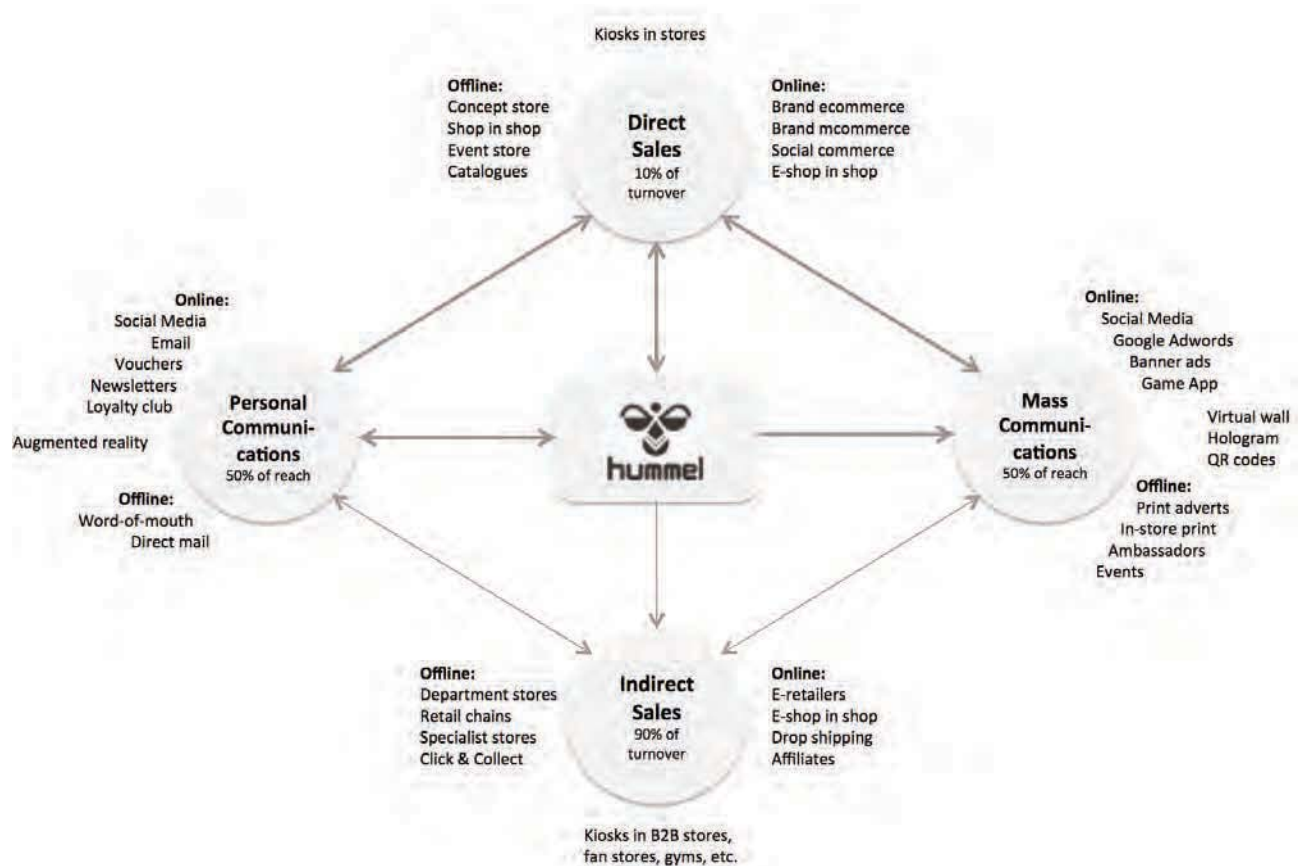 Kiosks in stores
Offline:
Concept store
Shop in shop
Event store
Catalogues
Direct
Sales
10% of
turnover
Online:
Brand ecommerce
Brand mcommerce
Social commerce
E-shop in shop
Online:
Social Media
Email
Vouchers
Newsletters
Loyalty club
Augmented reality
Offline:
Word-of-mouth
Direct mail
Personal
Communi-
cations
50% of reach
hummel
Mass
Communi-
cations
50% of reach
Online:
Social Media
Google Adwords
Banner ads
Game App
Virtual wall
Hologram
QR codes
Offline:
Print adverts
In-store print
Ambassadors
Events
Offline:
Department stores
Retail chains
Specialist stores
Click & Collect
Indirect
Sales
90% of
turnover
Online:
E-retailers
E-shop in shop
Drop shipping
Affiliates
Kiosks in B2B stores,
fan stores, gyms, etc.